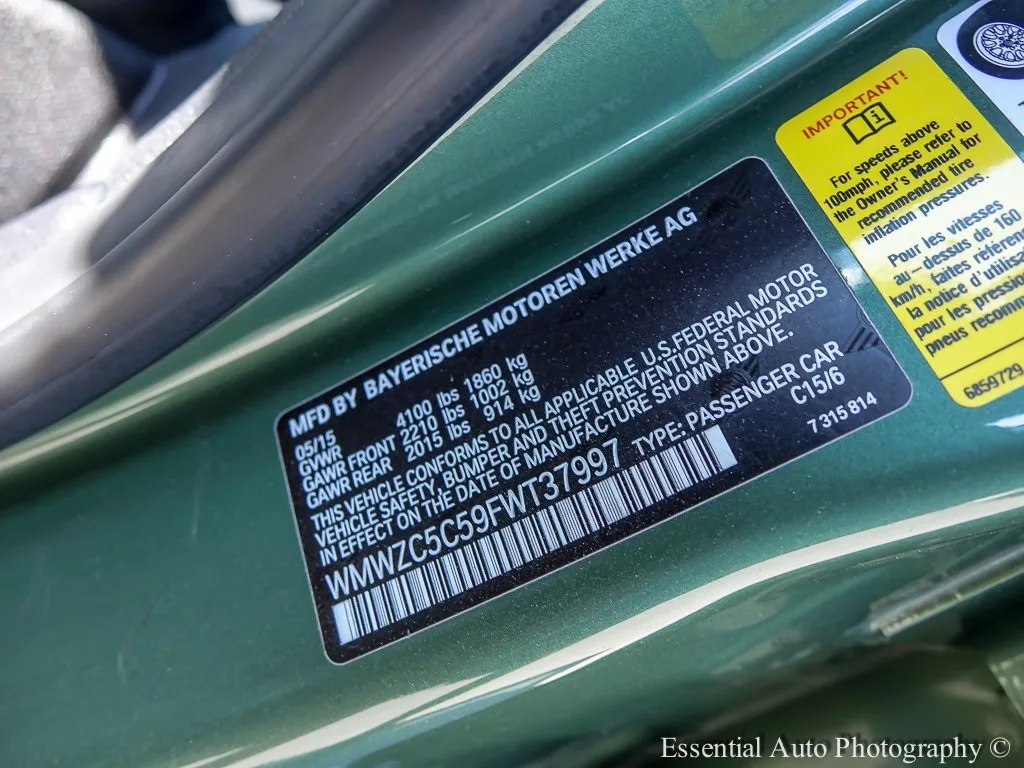 MFD BY BAYERISCHE MOTOREN WERKE AG
05/15
GVWR 4100 lbs 1860 kg
GAWR FRONT 2210 lbs 1002 kg
GAWR REAR 2015 lbs 914 kg
THIS VEHICLE CONFORMS TO ALL APPLICABLE U.S.FEDERAL MOTOR
VEHICLE SAFETY, BUMPER AND THEFT PREVENTION STANDARDS
IN EFFECT ON THE DATE OF MANUFACTURE SHOWN ABOVE.
WMWZC5C59FWT37997 TYPE: PASSENGER CAR
C15/6
7 315 814
IMPORTANT!
For speeds above
100mph, please refer to
the Owner's Manual for
recommended tire
inflation pressures.
Pour les vitesses
au-dessus de 160
km/h, faites
la notice
pour les
pneus
6859729
Essential Auto Photography ©